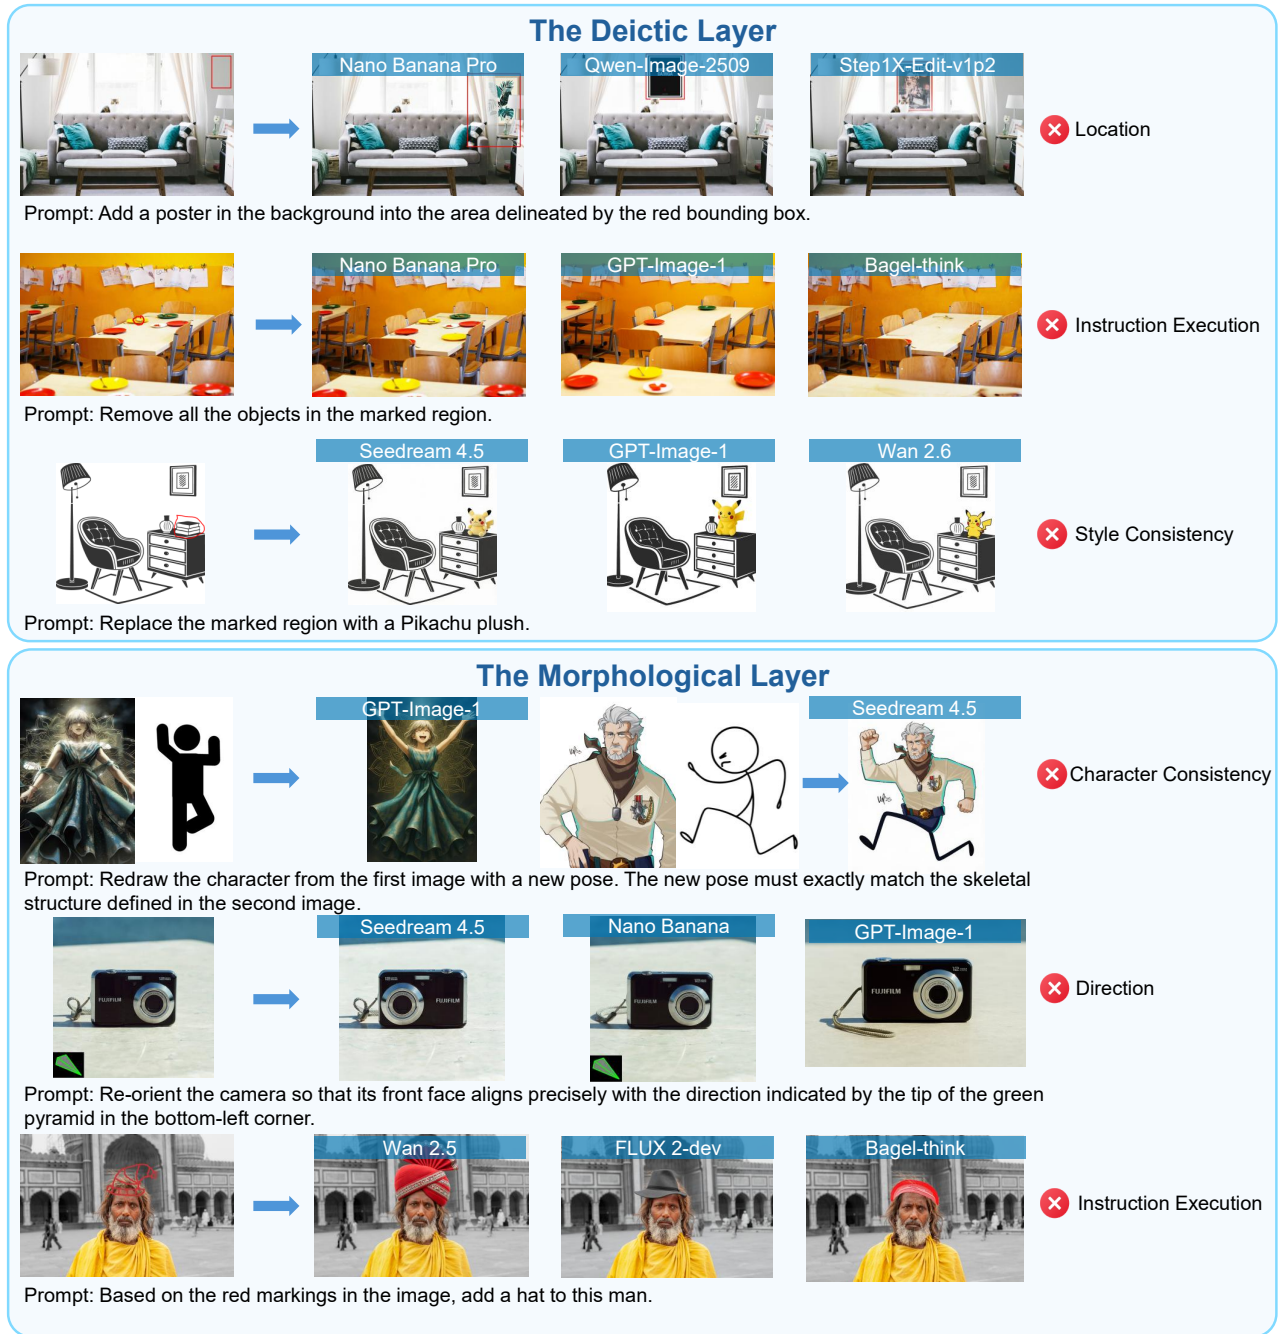 The Deictic Layer
Nano Banana Pro
Qwen-Image-2509
Step1X-Edit-v1p2
Location
Prompt: Add a poster in the background into the area delineated by the red bounding box.
Nano Banana Pro
GPT-Image-1
Bagel-think
Instruction Execution
Prompt: Remove all the objects in the marked region.
Seedream 4.5
GPT-Image-1
Wan 2.6
Style Consistency
Prompt: Replace the marked region with a Pikachu plush.
The Morphological Layer
GPT-Image-1
Seedream 4.5
Character Consistency
Prompt: Redraw the character from the first image with a new pose. The new pose must exactly match the skeletal
structure defined in the second image.
Seedream 4.5
Nano Banana
GPT-Image-1
FUJIFILM
FUJIFILM
FUJIFILM
FUJIFILM
Direction
Prompt: Re-orient the camera so that its front face aligns precisely with the direction indicated by the tip of the green
pyramid in the bottom-left corner.
Wan 2.5
FLUX 2-dev
Bagel-think
Instruction Execution
Prompt: Based on the red markings in the image, add a hat to this man.